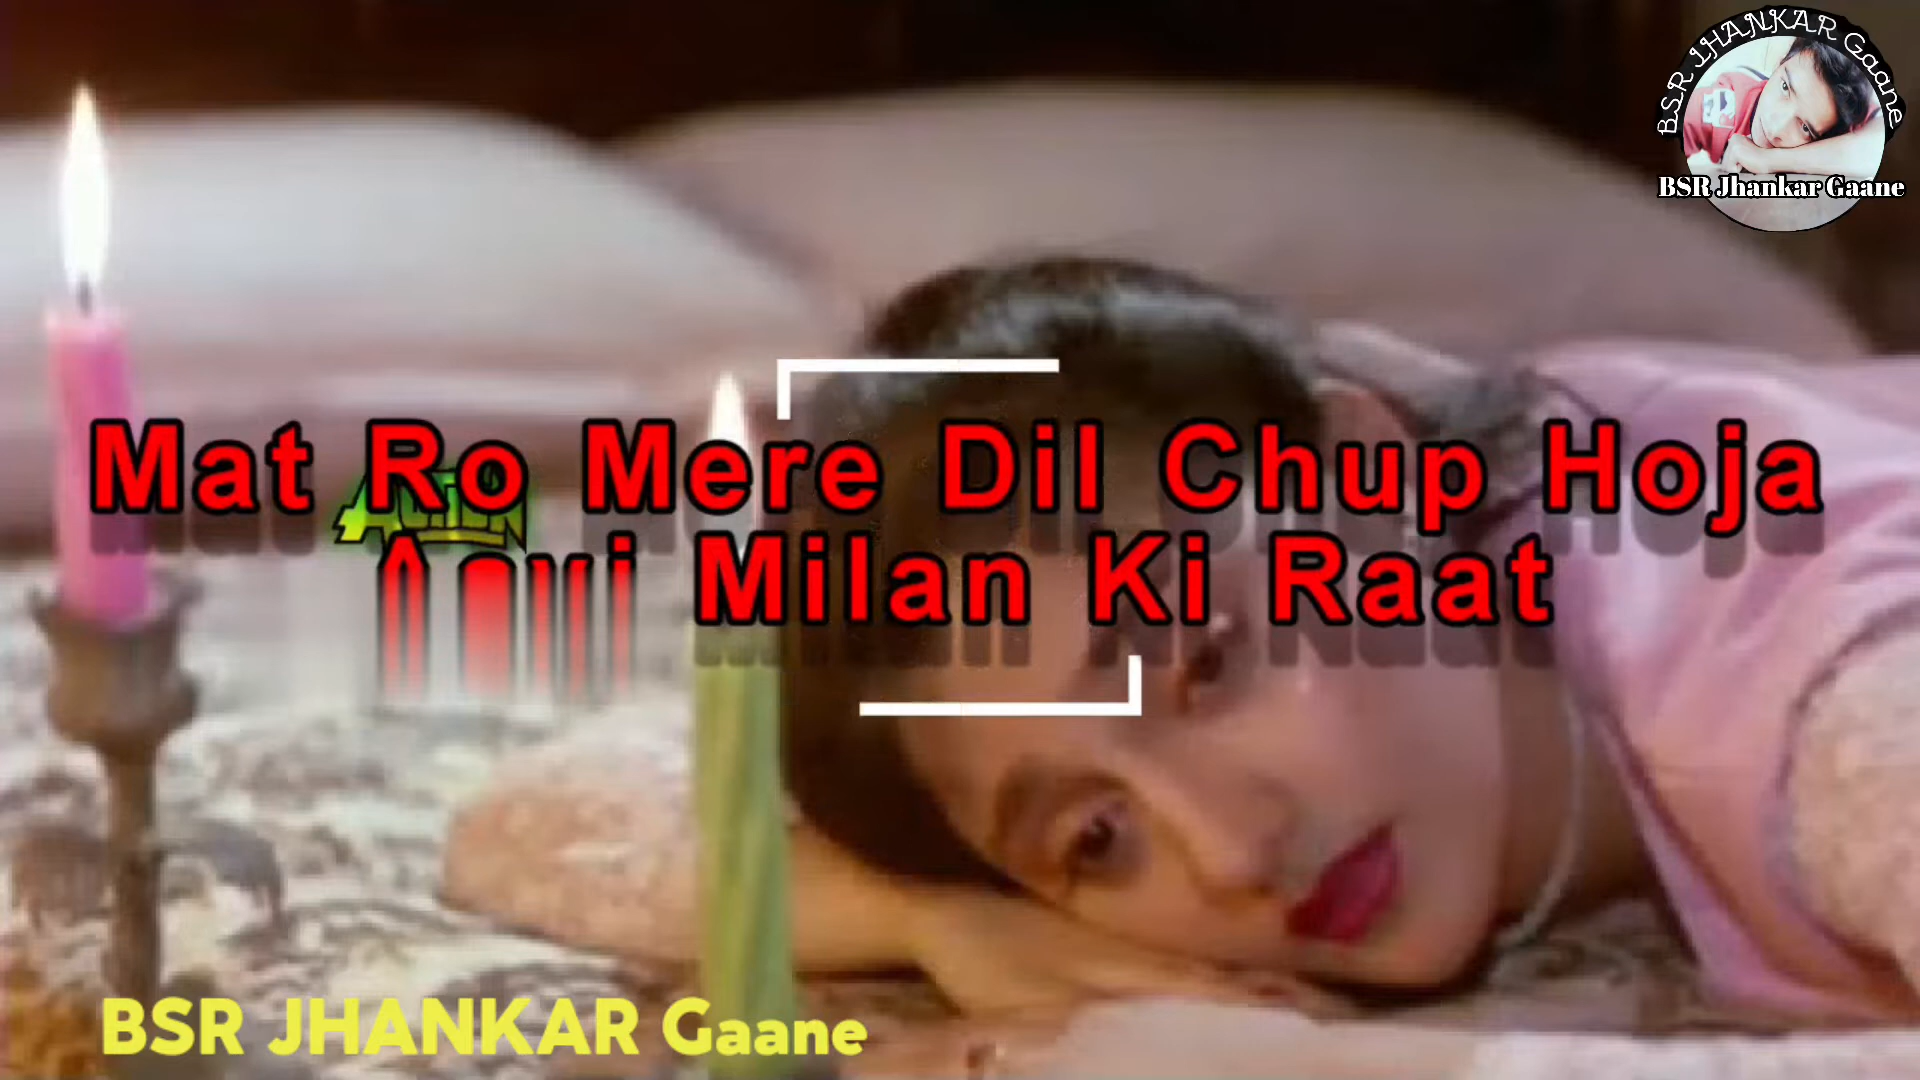 BSR JHANKAR Gaane
BSR Jhankar Gaane
Mat Ro Mere Dil Chup Hoja
Milan Ki Raat
BSR JHANKAR Gaane